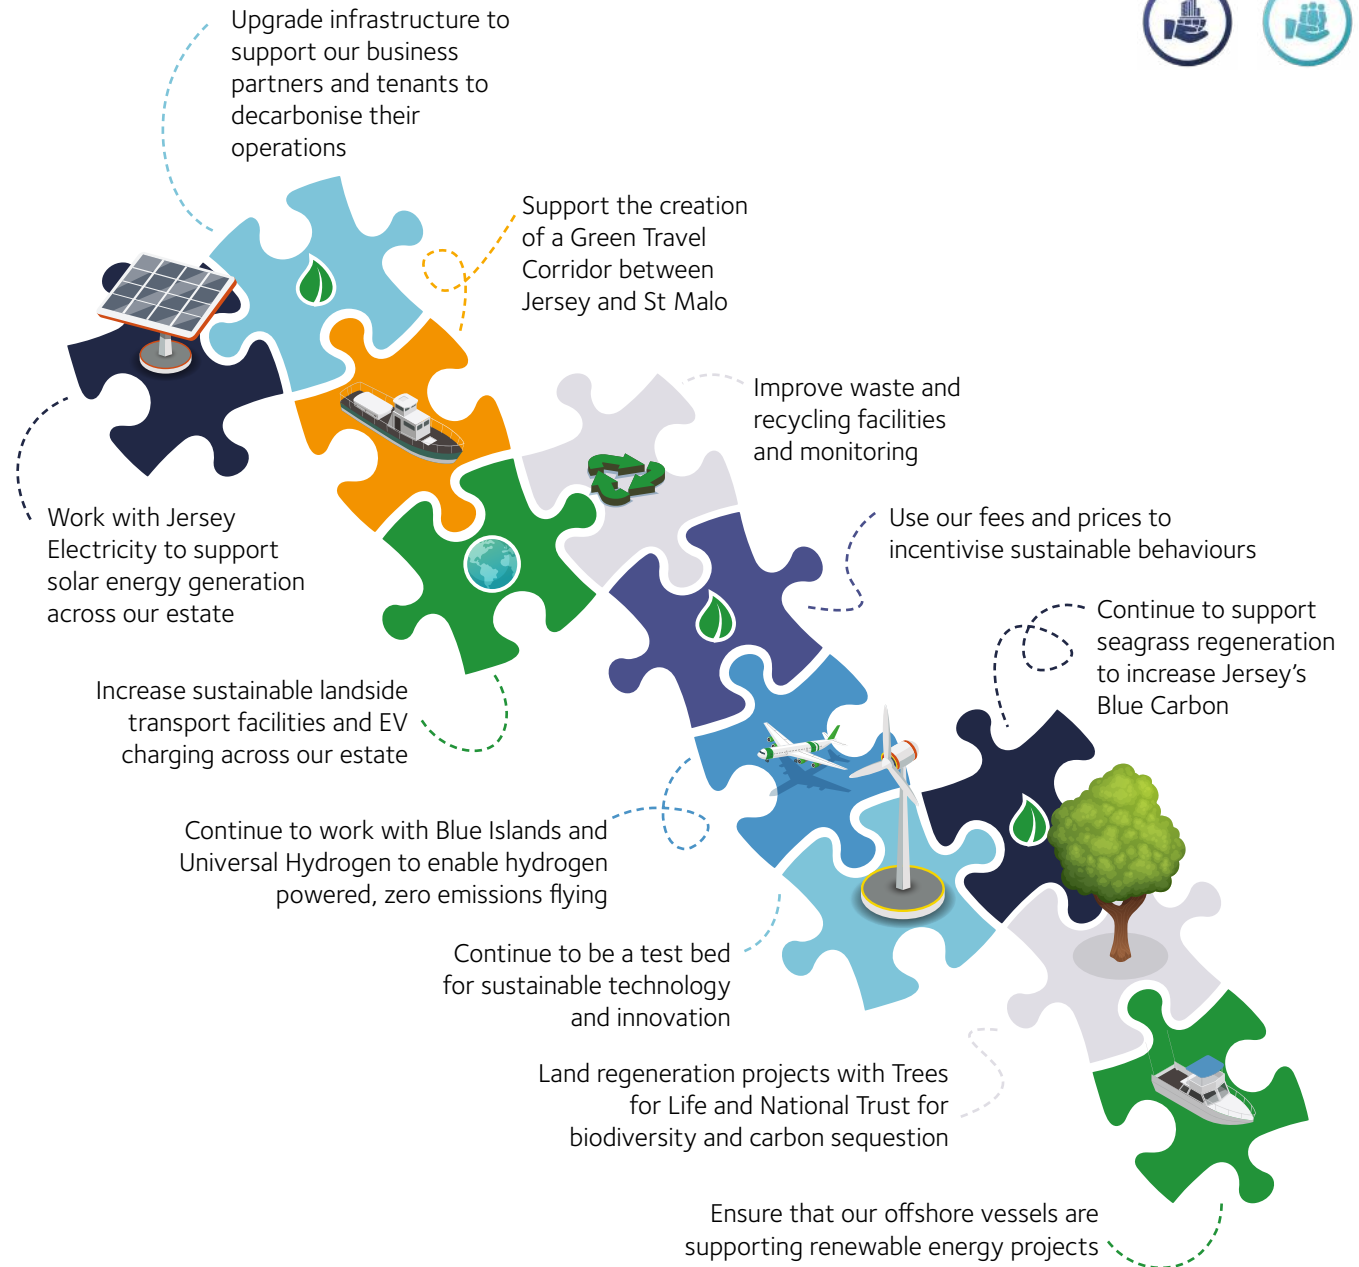 Upgrade infrastructure to
support our business
partners and tenants to
decarbonise their
operations
Support the creation
of a Green Travel
Corridor between
Jersey and St Malo
Improve waste and
recycling facilities
and monitoring
Work with Jersey
Electricity to support
solar energy generation
across our estate
Use our fees and prices to
incentivise sustainable behaviours
Continue to support
seagrass regeneration
to increase Jersey’s
Blue Carbon
Increase sustainable landside
transport facilities and EV
charging across our estate
Continue to work with Blue Islands and
Universal Hydrogen to enable hydrogen
powered, zero emissions flying
Continue to be a test bed
for sustainable technology
and innovation
Land regeneration projects with Trees
for Life and National Trust for
biodiversity and carbon sequestion
Ensure that our offshore vessels are
supporting renewable energy projects